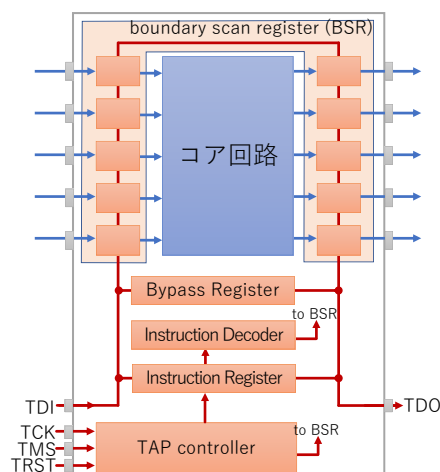 boundary scan register (BSR)
コア回路
Bypass Register
to BSR
Instruction Decoder
Instruction Register
TDI
TDO
TCK
TMS
TRST
TAP controller
to BSR